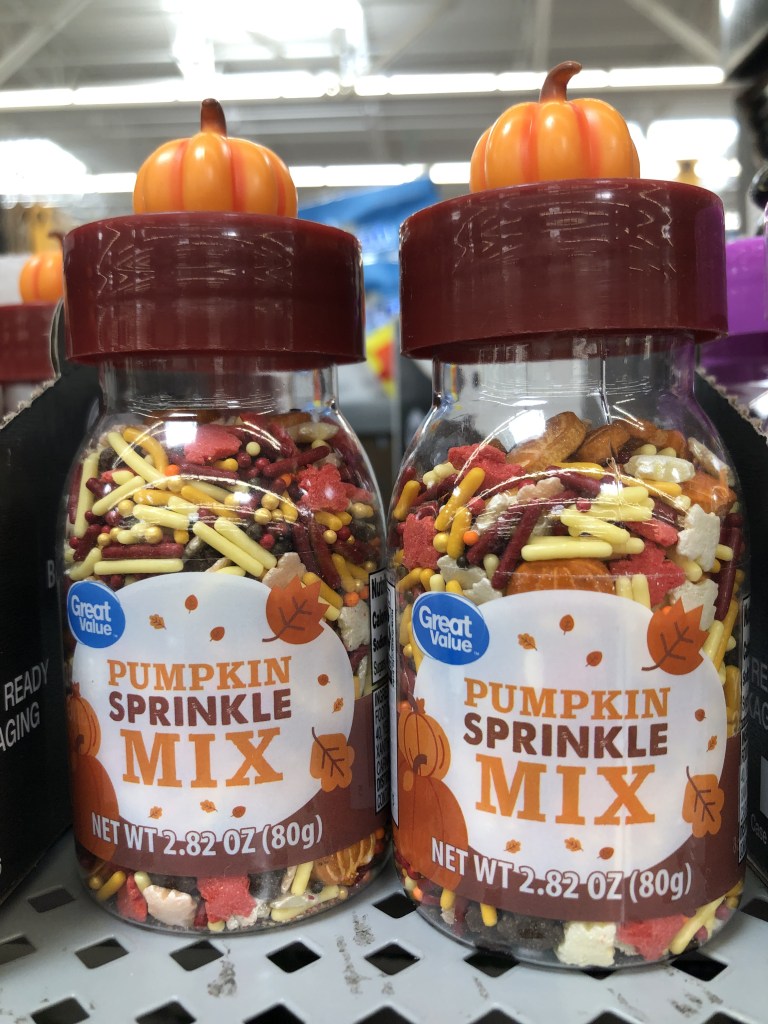 READY
AGING
Great
Value
PUMPKIN
SPRINKLE
MIX
NET WT 2.82 OZ (80g)
Great
Value
PUMPKIN
SPRINKLE
MIX
NET WT 2.82 OZ (80g)